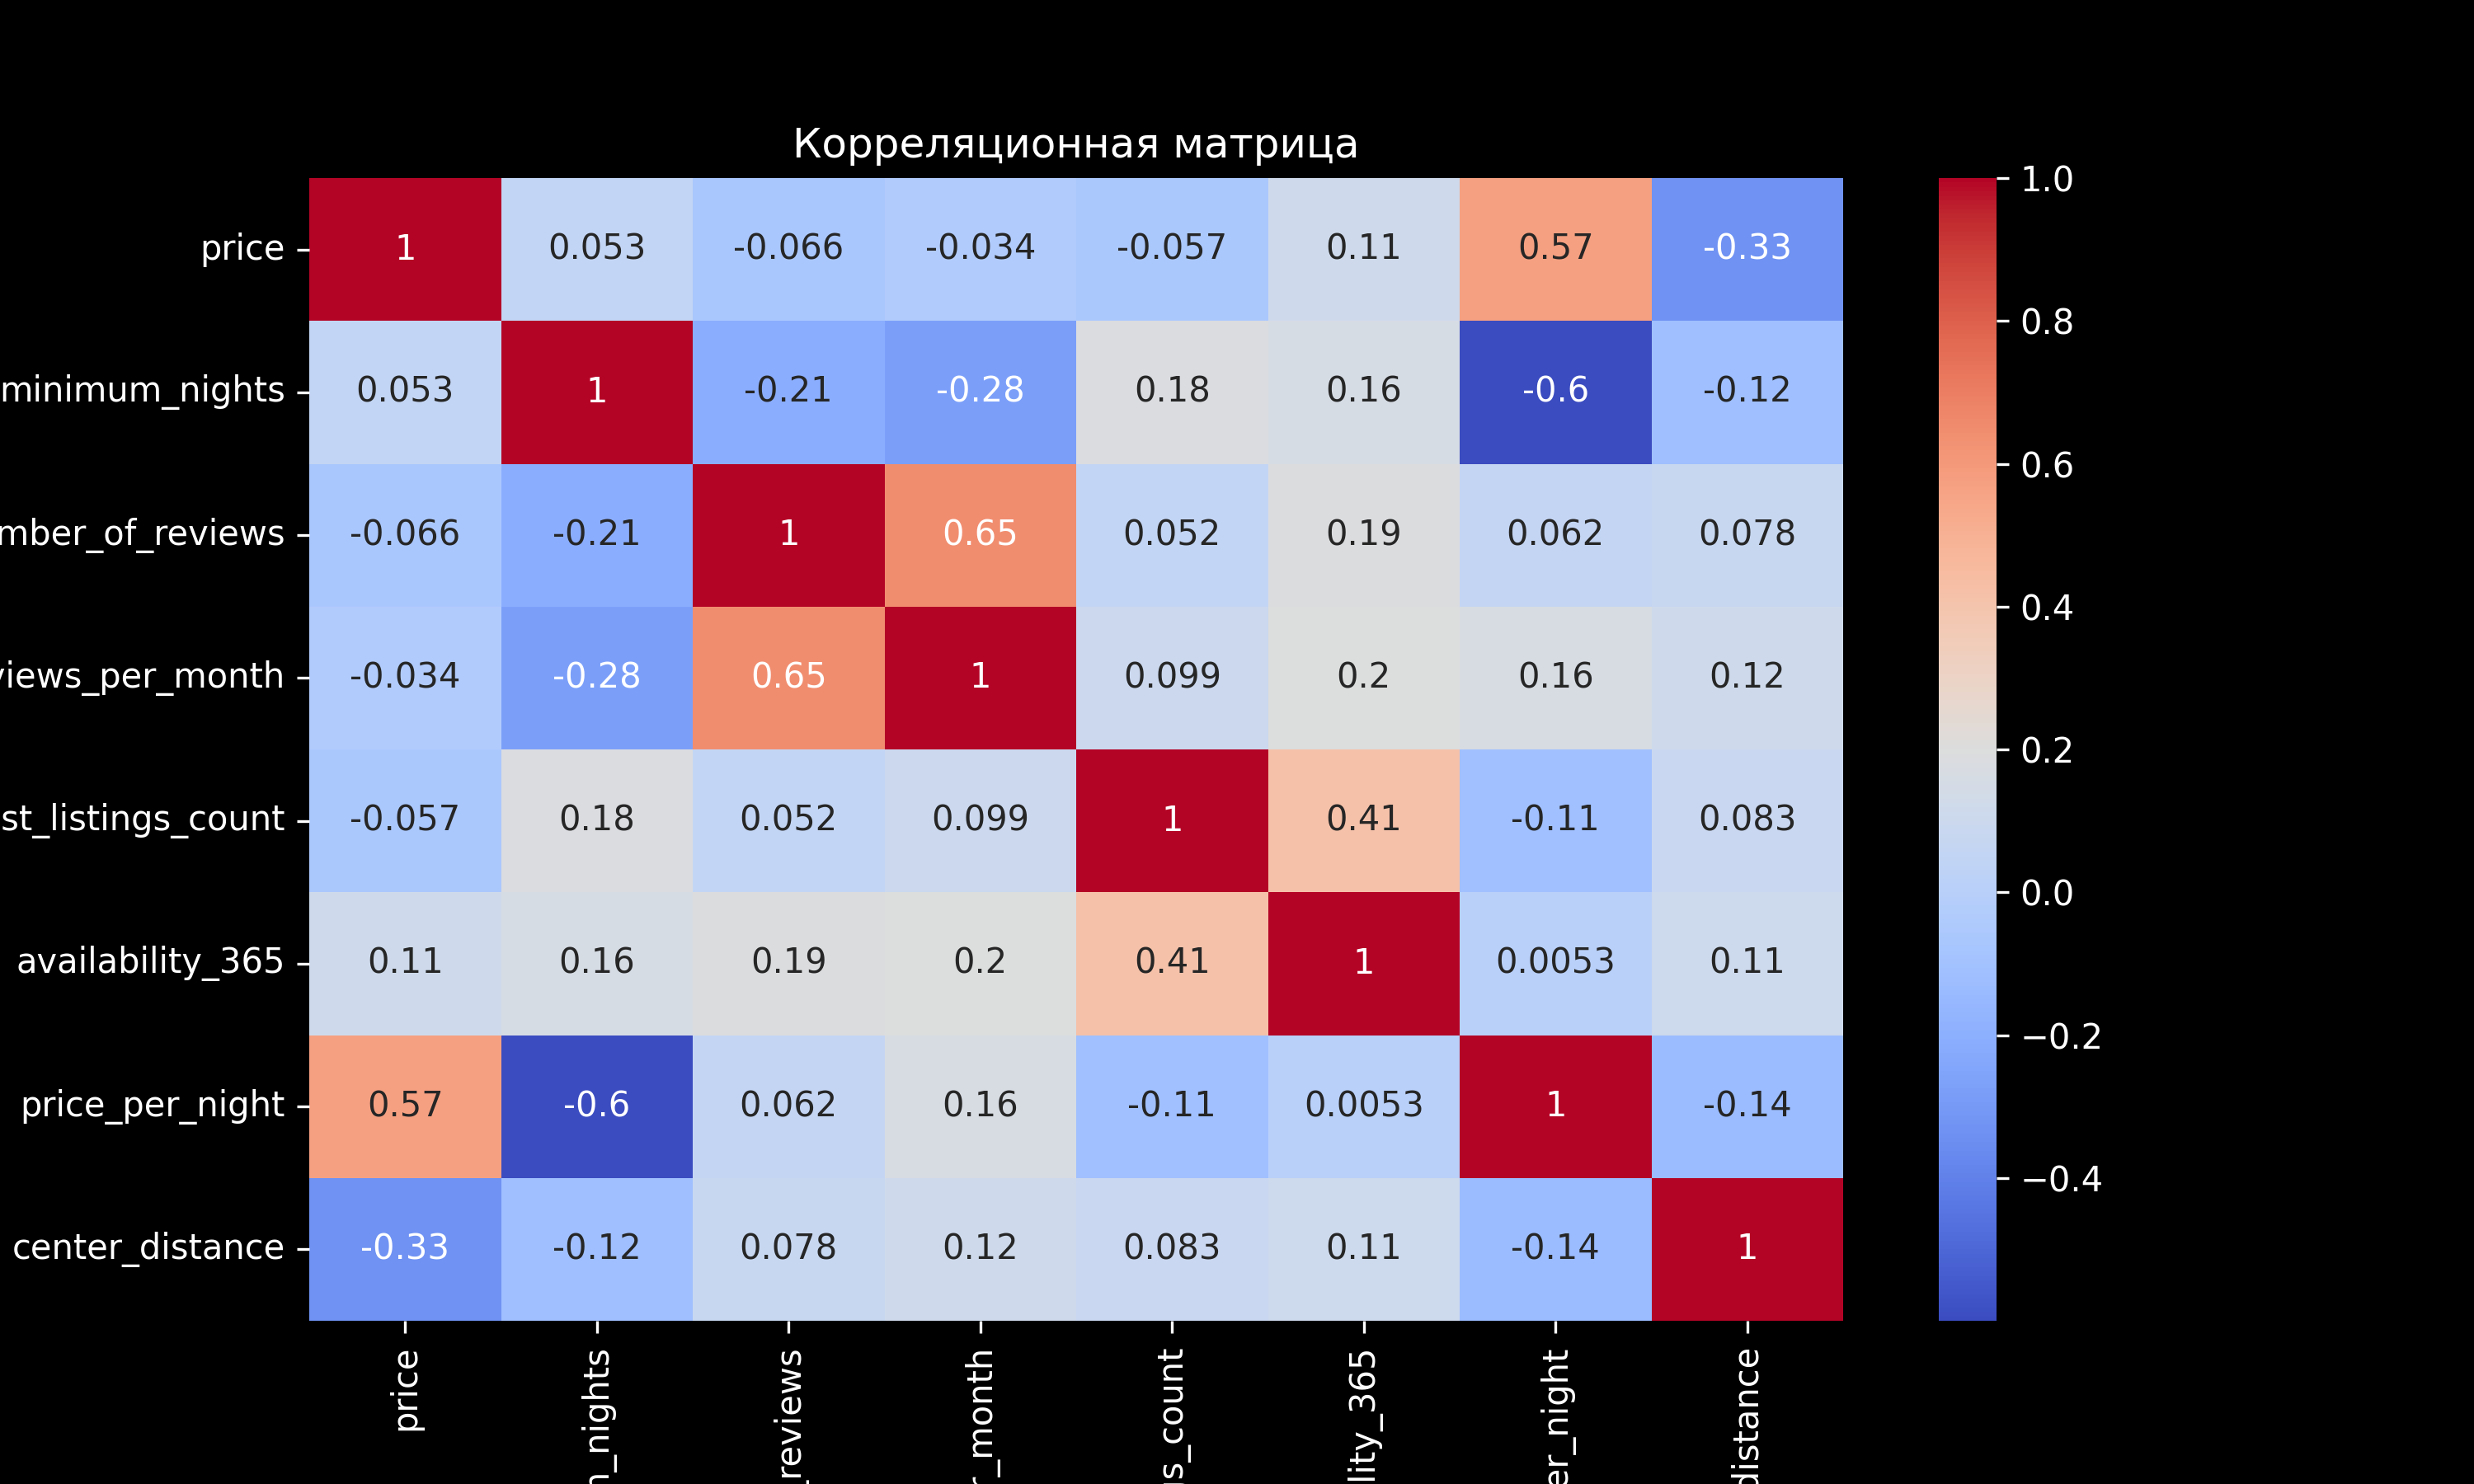 Корреляционная матрица
price 1 0.053 -0.066 -0.034 -0.057 0.11 0.57 -0.33
minimum_nights 0.053 1 -0.21 -0.28 0.18 0.16 -0.6 -0.12
mber_of_reviews -0.066 -0.21 1 0.65 0.052 0.19 0.062 0.078
views_per_month -0.034 -0.28 0.65 1 0.099 0.2 0.16 0.12
st_listings_count -0.057 0.18 0.052 0.099 1 0.41 -0.11 0.083
availability_365 0.11 0.16 0.19 0.2 0.41 1 0.0053 0.11
price_per_night 0.57 -0.6 0.062 0.16 -0.11 0.0053 1 -0.14
center_distance -0.33 -0.12 0.078 0.12 0.083 0.11 -0.14 1
price
n_nights
_reviews
r_month
gs_count
lity_365
er_night
distance
1.0
0.8
0.6
0.4
0.2
0.0
−0.2
−0.4